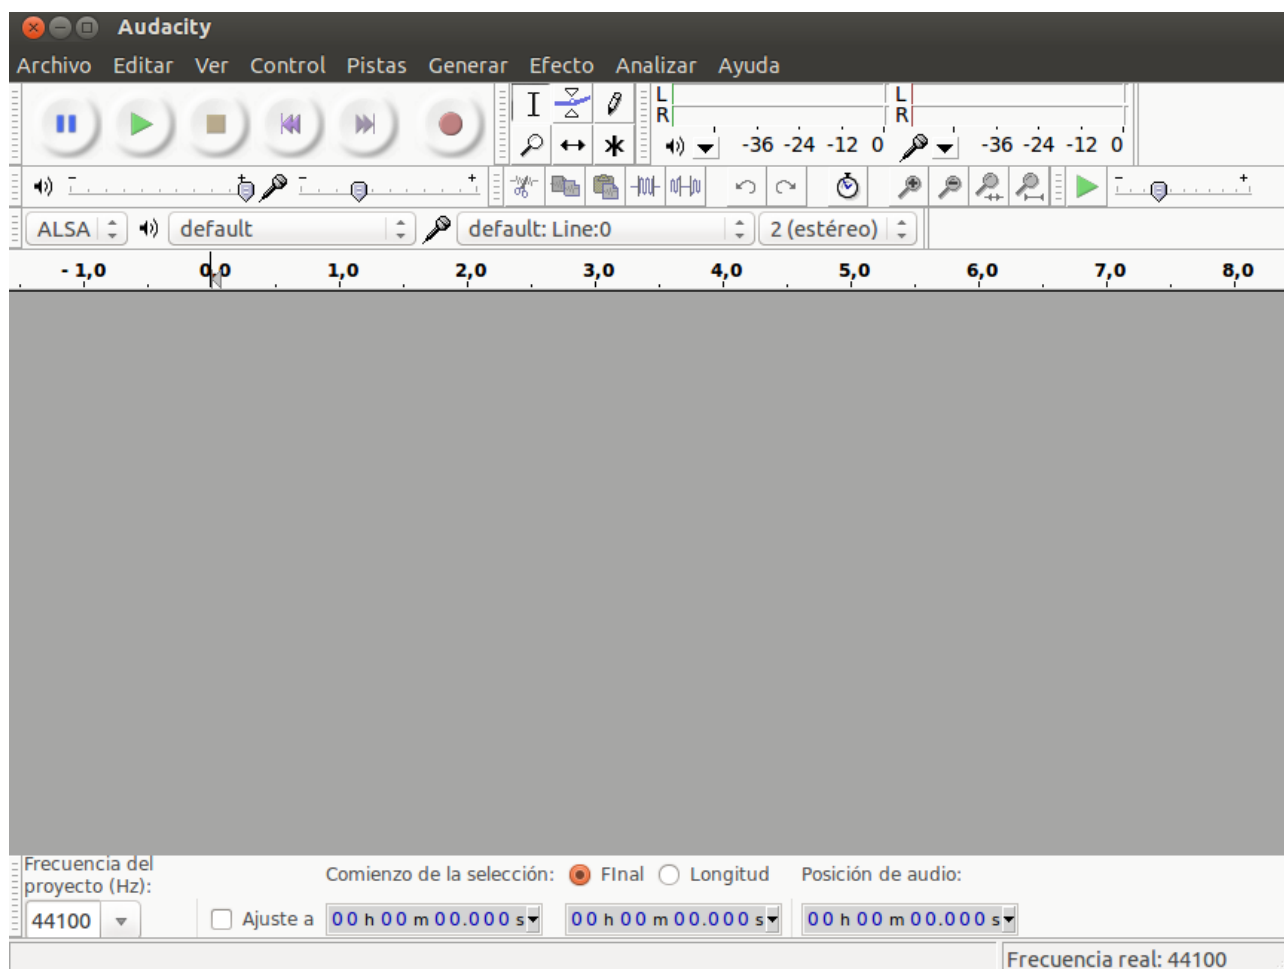 Audacity
Archivo Editar Ver Control Pistas Generar Efecto Analizar Ayuda
L
R
-36 -24 -12 0
L
R
-36 -24 -12 0
ALSA default default: Line:0 2 (estéreo)
- 1,0 0,0 1,0 2,0 3,0 4,0 5,0 6,0 7,0 8,0
Frecuencia del
proyecto (Hz):
Comienzo de la selección: FInal Longitud Posición de audio:
44100 Ajuste a 00 h 00 m 00.000 s 00 h 00 m 00.000 s 00 h 00 m 00.000 s
Frecuencia real: 44100